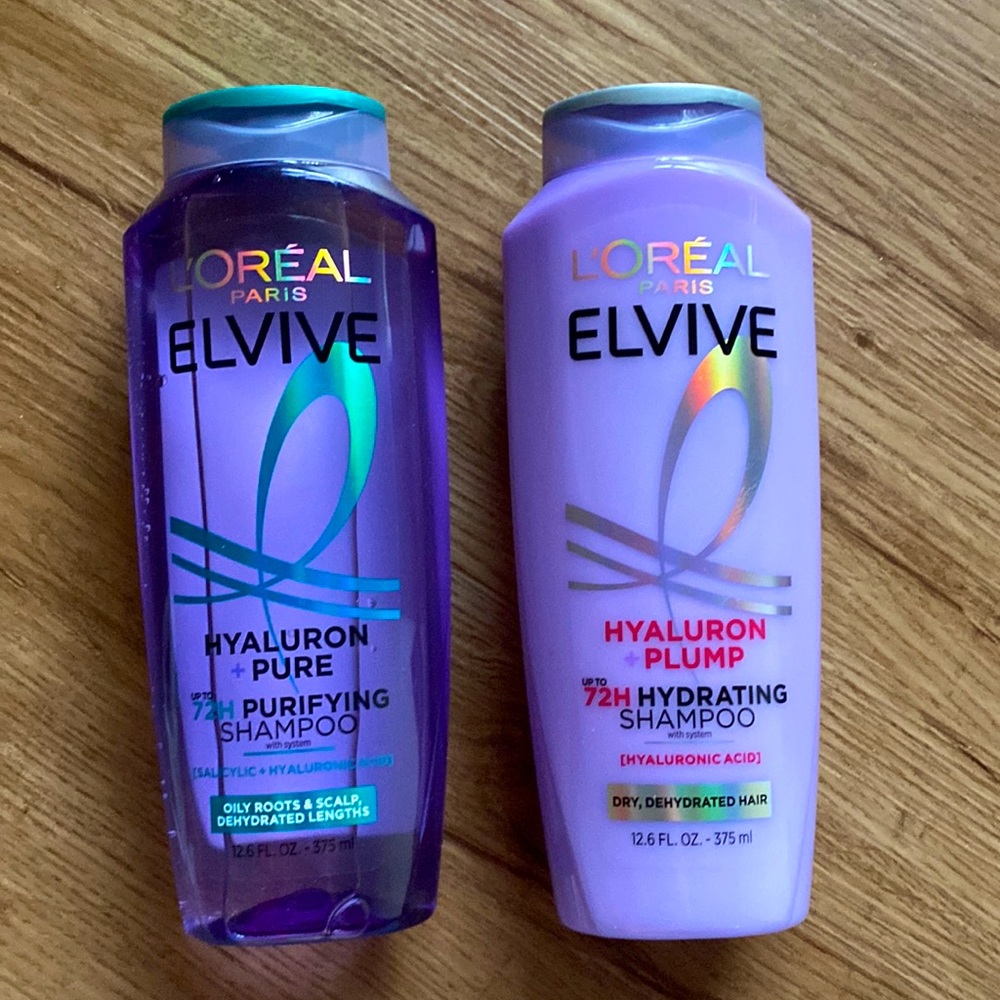 L'ORÉAL
PARIS
ELVIVE
HYALURON
+ PURE
UP TO
72H PURIFYING
SHAMPOO
with system
[SALICYLIC + HYALURONIC ACID]
OILY ROOTS & SCALP,
DEHYDRATED LENGTHS
12.6 FL. OZ. - 375 ml
L'ORÉAL
PARIS
ELVIVE
HYALURON
+ PLUMP
UP TO
72H HYDRATING
SHAMPOO
with system
[HYALURONIC ACID]
DRY, DEHYDRATED HAIR
12.6 FL. OZ. - 375 ml